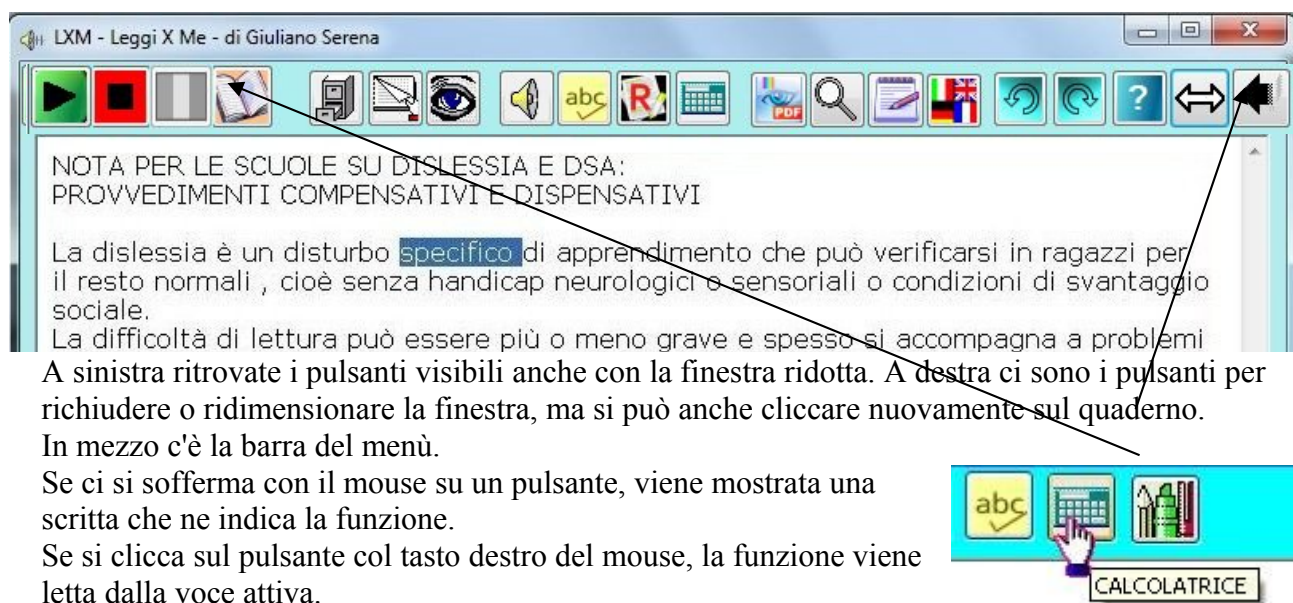 LXM - Leggi X Me - di Giuliano Serena
abc
R
PDF
?
NOTA PER LE SCUOLE SU DISLESSIA E DSA:
PROVVEDIMENTI COMPENSATIVI E DISPENSATIVI
La dislessia è un disturbo specifico di apprendimento che può verificarsi in ragazzi per
il resto normali , cioè senza handicap neurologici o sensoriali o condizioni di svantaggio
sociale.
La difficoltà di lettura può essere più o meno grave e spesso si accompagna a problemi
A sinistra ritrovate i pulsanti visibili anche con la finestra ridotta. A destra ci sono i pulsanti per
richiudere o ridimensionare la finestra, ma si può anche cliccare nuovamente sul quaderno.
In mezzo c'è la barra del menù.
Se ci si sofferma con il mouse su un pulsante, viene mostrata una
scritta che ne indica la funzione.
Se si clicca sul pulsante col tasto destro del mouse, la funzione viene
letta dalla voce attiva.
abc
CALCOLATRICE